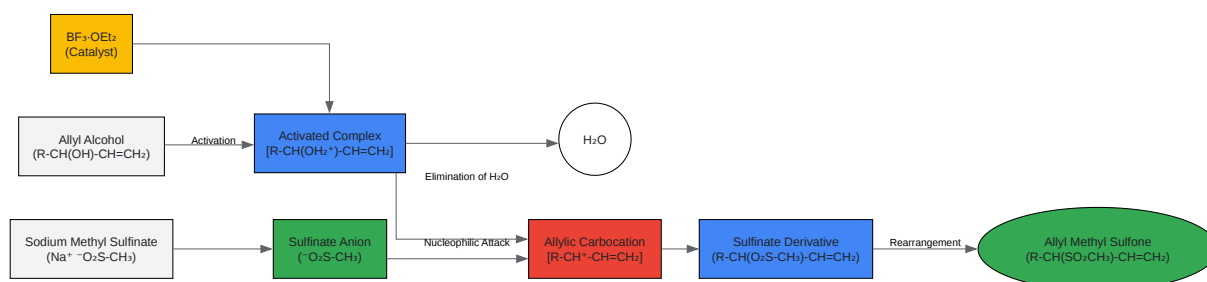 BF₃·OEt₂
(Catalyst)
Allyl Alcohol
(R-CH(OH)-CH=CH₂)
Activation
Activated Complex
[R-CH(OH₂⁺)-CH=CH₂]
H₂O
Elimination of H₂O
Sodium Methyl Sulfinate
(Na⁺ ⁻O₂S-CH₃)
Sulfinate Anion
(⁻O₂S-CH₃)
Nucleophilic Attack
Allylic Carbocation
[R-CH⁺-CH=CH₂]
Sulfinate Derivative
(R-CH(O₂S-CH₃)-CH=CH₂)
Rearrangement
Allyl Methyl Sulfone
(R-CH(SO₂CH₃)-CH=CH₂)